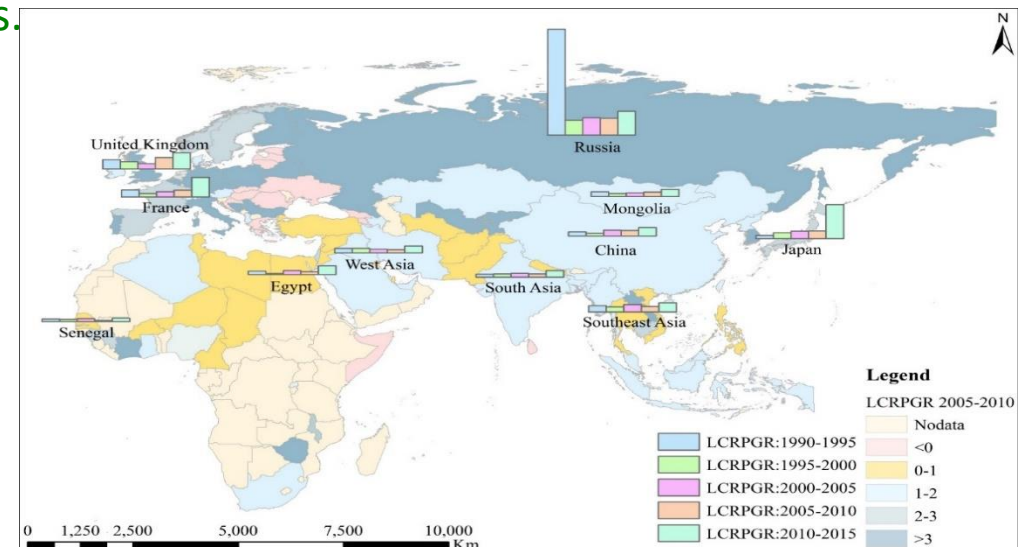 s.
N
United Kingdom
Russia
France
Mongolia
China
Japan
West Asia
Egypt
South Asia
Southeast Asia
Senegal
Legend
LCRPGR 2005-2010
Nodata
<0
0-1
1-2
2-3
>3
LCRPGR:1990-1995
LCRPGR:1995-2000
LCRPGR:2000-2005
LCRPGR:2005-2010
LCRPGR:2010-2015
0 1,250 2,500 5,000 7,500 10,000
Km